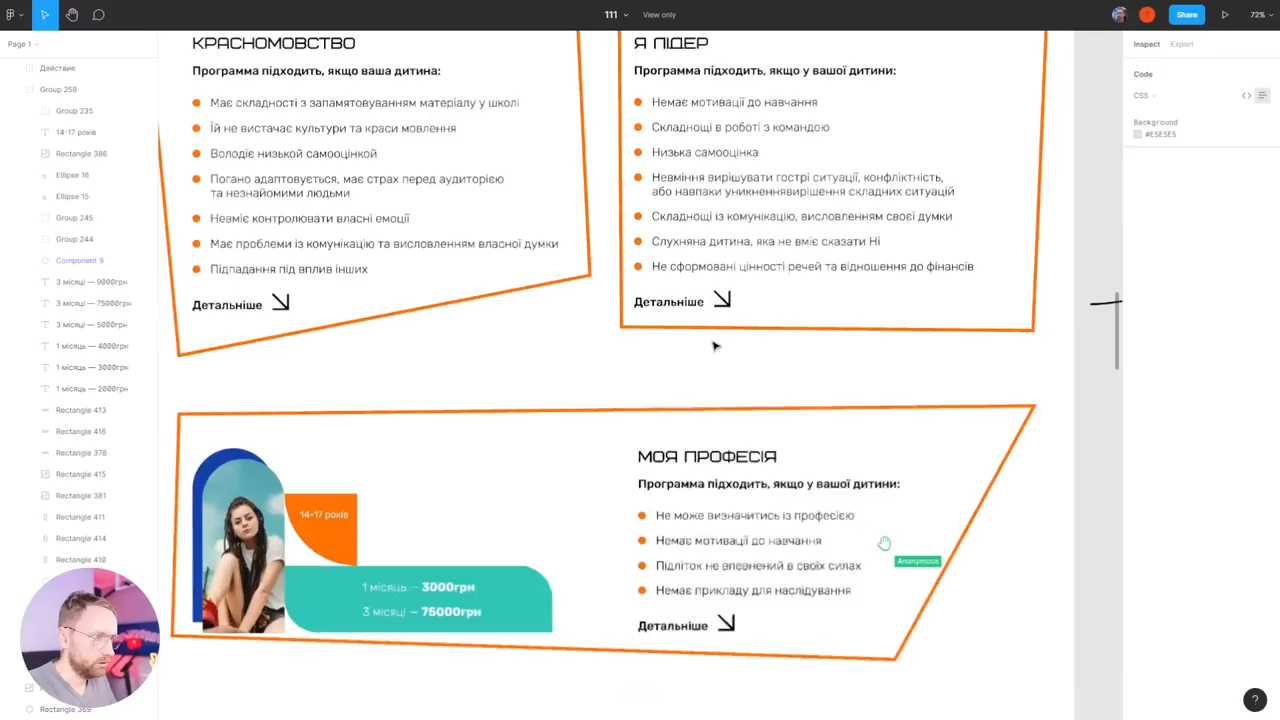 111
View only
Share
72%
Page 1
Действие
Group 258
Group 235
14-17 років
Rectangle 386
Ellipse 16
Ellipse 15
Group 245
Group 244
Component 9
3 місяці — 9000грн
3 місяці — 75000грн
3 місяці — 5000грн
1 місяць — 4000грн
1 місяць — 3000грн
1 місяць — 2000грн
Rectangle 413
Rectangle 416
Rectangle 378
Rectangle 415
Rectangle 381
Rectangle 411
Rectangle 414
Rectangle 410
Rectangle 369
КРАСНОМОВСТВО
Программа підходить, якщо ваша дитина:
Має складності з запамятовуванням матеріалу у школі
Їй не вистачає культури та краси мовлення
Володіє низькой самооцінкой
Погано адаптовується, має страх перед аудиторією
та незнайомими людьми
Невміє контролювати власні емоції
Має проблеми із комунікацію та висловленням власної думки
Підпадання під вплив інших
Детальніше
Я ЛІДЕР
Программа підходить, якщо у вашої дитини:
Немає мотивації до навчання
Складнощі в роботі з командою
Низька самооцінка
Невміння вирішувати гострі ситуації, конфліктність,
або навпаки уникненнявирішення складних ситуацій
Складнощі із комунікацію, висловленням своєї думки
Слухняна дитина, яка не вміє сказати Ні
Не сформовані цінності речей та відношення до фінансів
Детальніше
14-17 років
1 місяць — 3000грн
3 місяці — 75000грн
МОЯ ПРОФЕСІЯ
Программа підходить, якщо у вашої дитини:
Не може визначитись із професією
Немає мотивації до навчання
Підліток не впевнений в своїх силах
Немає прикладу для наслідування
Детальніше
Anonymous
Inspect
Export
Code
CSS
Background
#E5E5E5
?